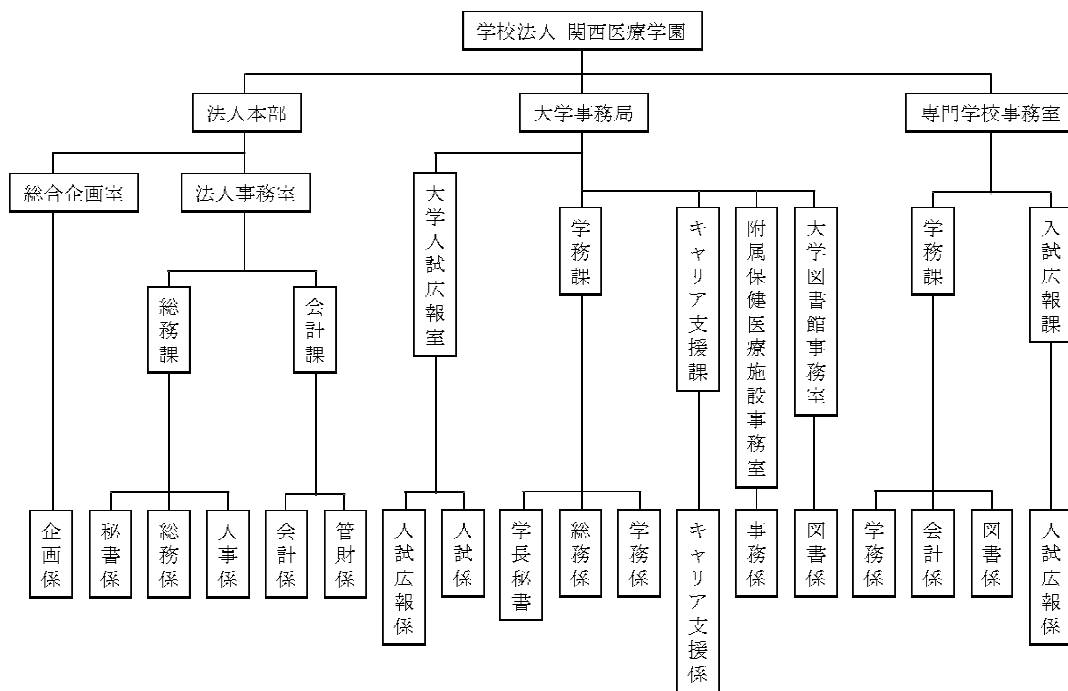 学校法人 関西医療学園
法人本部
大学事務局
専門学校事務室
総合企画室
法人事務室
大学入試広報室
学務課
キャリア支援課
附属保健医療施設事務室
大学図書館事務室
学務課
入試広報課
総務課
会計課
企画係
秘書係
総務係
人事係
会計係
管財係
入試広報係
入試係
学長秘書
総務係
学務係
キャリア支援係
事務係
図書係
学務係
会計係
図書係
入試広報係